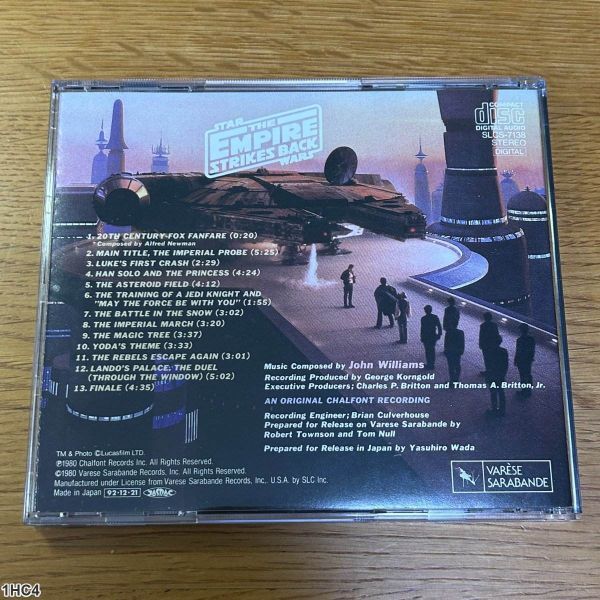 STAR
THE
EMPIRE
STRIKES BACK
WARS
COMPACT
disc
DIGITAL AUDIO
SLCS-7138
STEREO
DIGITAL
1. 20TH CENTURY-FOX FANFARE (0:20)
* Composed by Alfred Newman
2. MAIN TITLE, THE IMPERIAL PROBE (5:25)
3. LUKE'S FIRST CRASH (2:29)
4. HAN SOLO AND THE PRINCESS (4:24)
5. THE ASTEROID FIELD (4:12)
6. THE TRAINING OF A JEDI KNIGHT AND
"MAY THE FORCE BE WITH YOU" (1:55)
7. THE BATTLE IN THE SNOW (3:02)
8. THE IMPERIAL MARCH (3:20)
9. THE MAGIC TREE (3:37)
10. YODA'S THEME (3:33)
11. THE REBELS ESCAPE AGAIN (3:01)
12. LANDO'S PALACE, THE DUEL
(THROUGH THE WINDOW) (5:02)
13. FINALE (4:35)
Music Composed by John Williams
Recording Produced by George Korngold
Executive Producers; Charles P. Britton and Thomas A. Britton, Jr.
AN ORIGINAL CHALFONT RECORDING
Recording Engineer; Brian Culverhouse
Prepared for Release on Varese Sarabande by
Robert Townson and Tom Null
Prepared for Release in Japan by Yasuhiro Wada
TM & Photo ©Lucasfilm LTD.
℗1980 Chalfont Records Inc. All Rights Reserved.
©1980 Varese Sarabande Records Inc. All Rights Reserved.
Manufactured under License from Varese Sarabande Records, Inc., U.S.A. by SLC Inc.
Made in Japan 92·12·21
VARÈSE
SARABANDE
1HC4